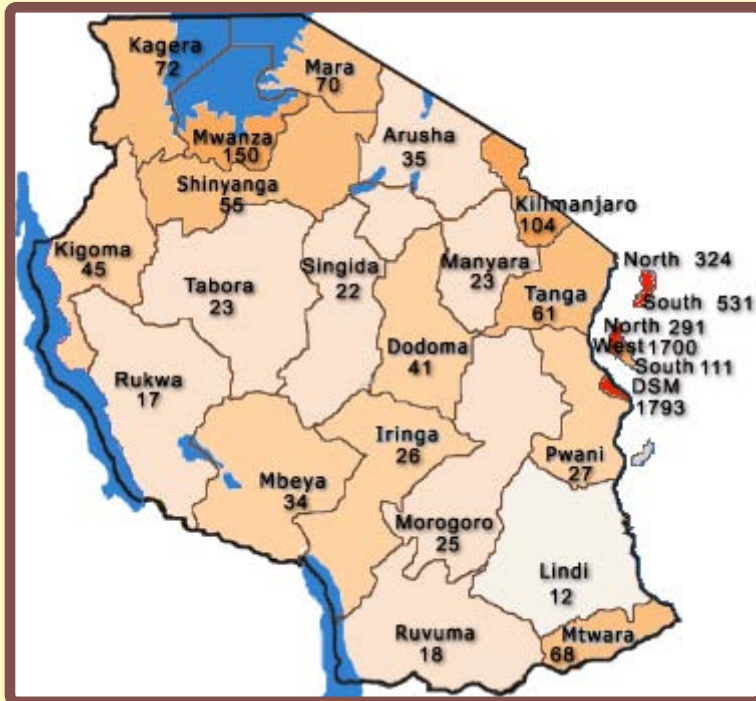 Kagera
72
Mara
70
Mwanza
150
Arusha
35
Shinyanga
55
Kilimanjaro
104
Kigoma
45
Tabora
23
Singida
22
Manyara
23
Tanga
61
North 324
South 531
North 291
West 1700
South 111
DSM
1793
Dodoma
41
Rukwa
17
Iringa
26
Pwani
27
Mbeya
34
Morogoro
25
Lindi
12
Ruvuma
18
Mtwara
68